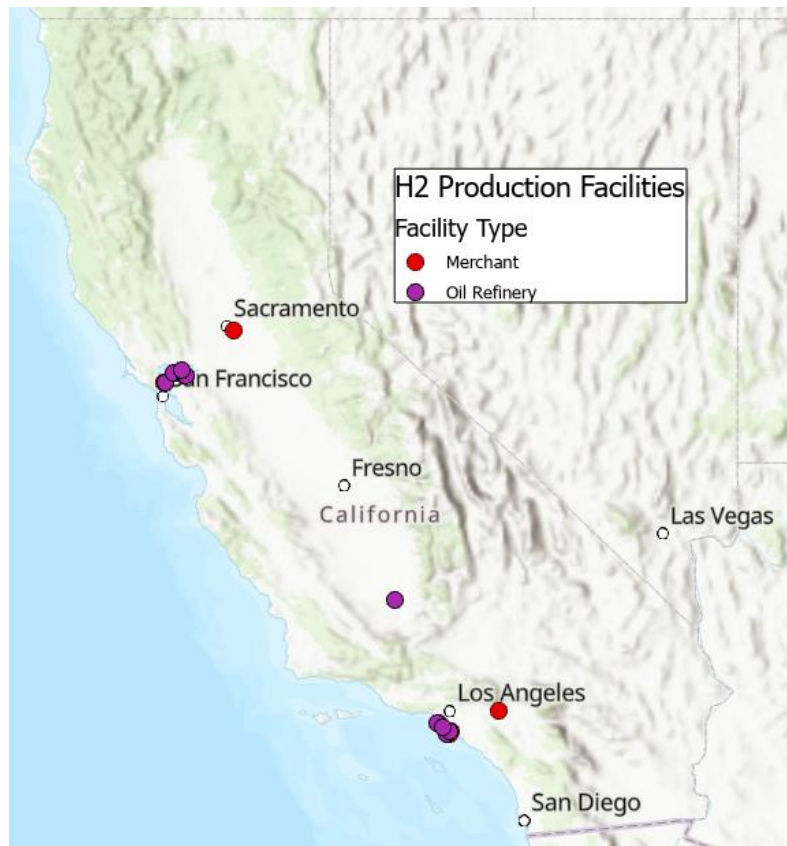 H2 Production Facilities
Facility Type
Merchant
Oil Refinery
Sacramento
San Francisco
Fresno
California
Las Vegas
Los Angeles
San Diego